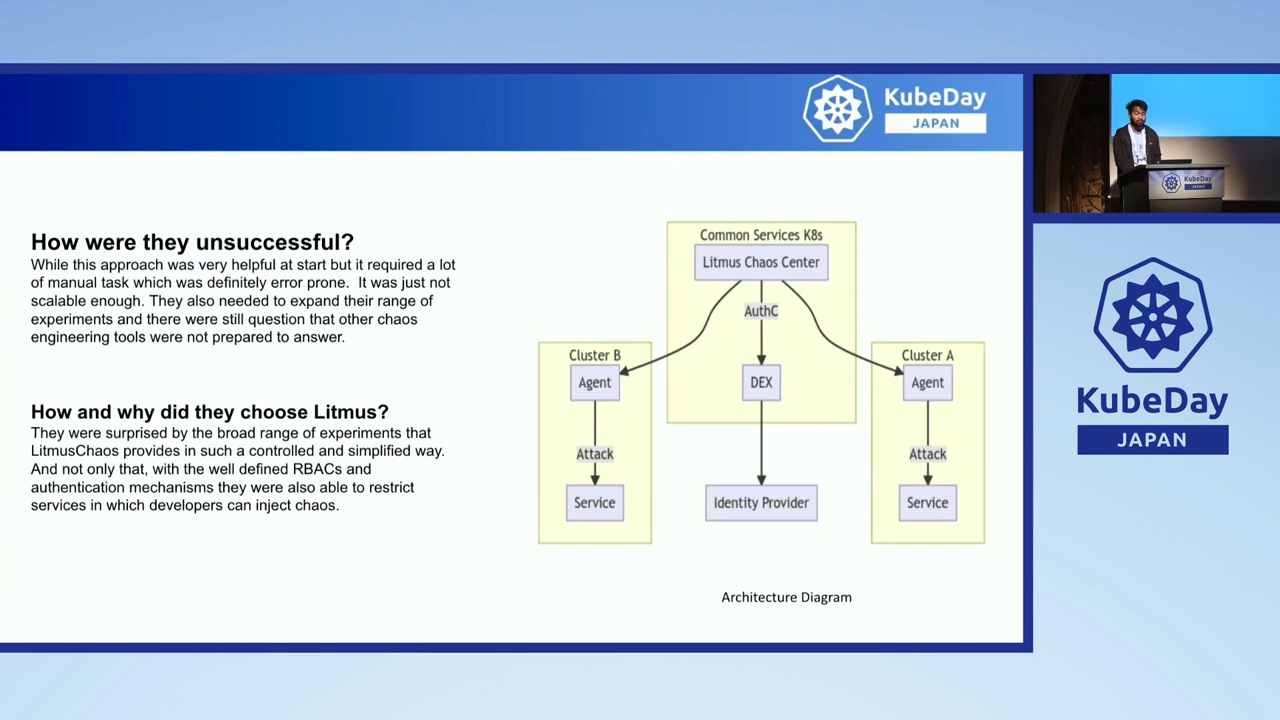 KubeDay
JAPAN
How were they unsuccessful?
While this approach was very helpful at start but it required a lot
of manual task which was definitely error prone.  It was just not
scalable enough. They also needed to expand their range of
experiments and there were still question that other chaos
engineering tools were not prepared to answer.
How and why did they choose Litmus?
They were surprised by the broad range of experiments that
LitmusChaos provides in such a controlled and simplified way.
And not only that, with the well defined RBACs and
authentication mechanisms they were also able to restrict
services in which developers can inject chaos.
Common Services K8s
Litmus Chaos Center
AuthC
Cluster B
Agent
DEX
Cluster A
Agent
Attack
Attack
Service
Identity Provider
Service
Architecture Diagram
KubeDay
JAPAN
KubeDay
JAPAN